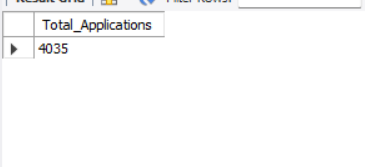 Result Grid
Filter Rows:
Total_Applications
4035